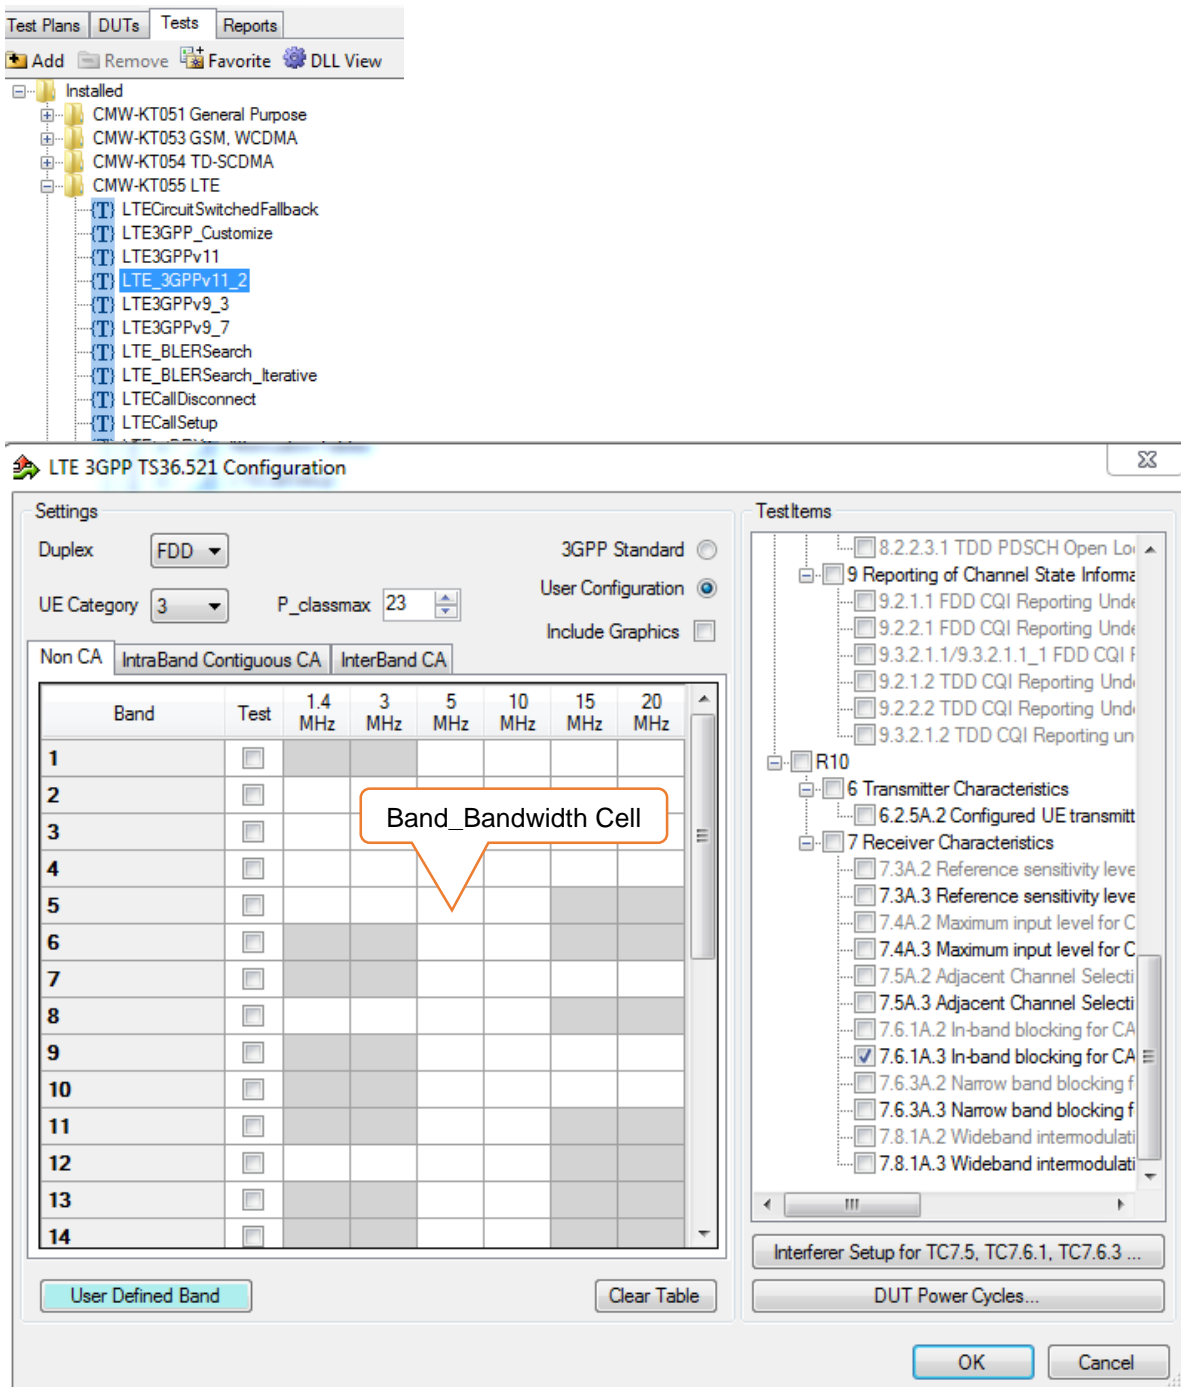 Test Plans DUTs Tests Reports
Add Remove Favorite DLL View
Installed
CMW-KT051 General Purpose
CMW-KT053 GSM, WCDMA
CMW-KT054 TD-SCDMA
CMW-KT055 LTE
{T} LTECircuitSwitchedFallback
{T} LTE3GPP_Customize
{T} LTE3GPPv11
{T} LTE_3GPPv11_2
{T} LTE3GPPv9_3
{T} LTE3GPPv9_7
{T} LTE_BLERSearch
{T} LTE_BLERSearch_Iterative
{T} LTECallDisconnect
{T} LTECallSetup
LTE 3GPP TS36.521 Configuration
Settings
Duplex FDD 3GPP Standard
User Configuration
UE Category 3 P_classmax 23
Include Graphics
Non CA IntraBand Contiguous CA InterBand CA
Band Test 1.4 MHz 3 MHz 5 MHz 10 MHz 15 MHz 20 MHz
1
2
3
4
5
6
7
8
9
10
11
12
13
14
Band_Bandwidth Cell
User Defined Band Clear Table
TestItems
8.2.2.3.1 TDD PDSCH Open Lo
9 Reporting of Channel State Informa
9.2.1.1 FDD CQI Reporting Unde
9.2.2.1 FDD CQI Reporting Unde
9.3.2.1.1/9.3.2.1.1_1 FDD CQI F
9.2.1.2 TDD CQI Reporting Und
9.2.2.2 TDD CQI Reporting Und
9.3.2.1.2 TDD CQI Reporting un
R10
6 Transmitter Characteristics
6.2.5A.2 Configured UE transmitt
7 Receiver Characteristics
7.3A.2 Reference sensitivity leve
7.3A.3 Reference sensitivity leve
7.4A.2 Maximum input level for C
7.4A.3 Maximum input level for C
7.5A.2 Adjacent Channel Selecti
7.5A.3 Adjacent Channel Selecti
7.6.1A.2 In-band blocking for CA
7.6.1A.3 In-band blocking for CA
7.6.3A.2 Narrow band blocking f
7.6.3A.3 Narrow band blocking f
7.8.1A.2 Wideband intermodulati
7.8.1A.3 Wideband intermodulati
Interferer Setup for TC7.5, TC7.6.1, TC7.6.3 ...
DUT Power Cycles...
OK Cancel